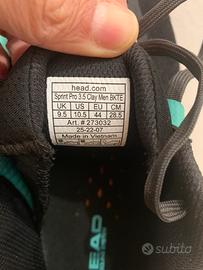 head.com
Sprint Pro 3.5 Clay Men BKTE
UK US EU CM
9.5 10.5 44 28.5
Art. # 273032
25-22-07
Made in Vietnam
HEAD
subito